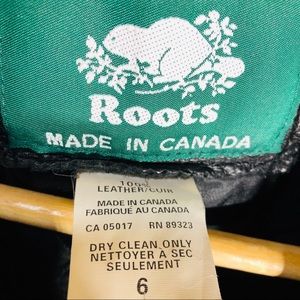 Roots
MADE IN CANADA
100%
LEATHER/CUIR
MADE IN CANADA
FABRIQUÉ AU CANADA
CA 05017 RN 89323
DRY CLEAN ONLY
NETTOYER A SEC
SEULEMENT
6